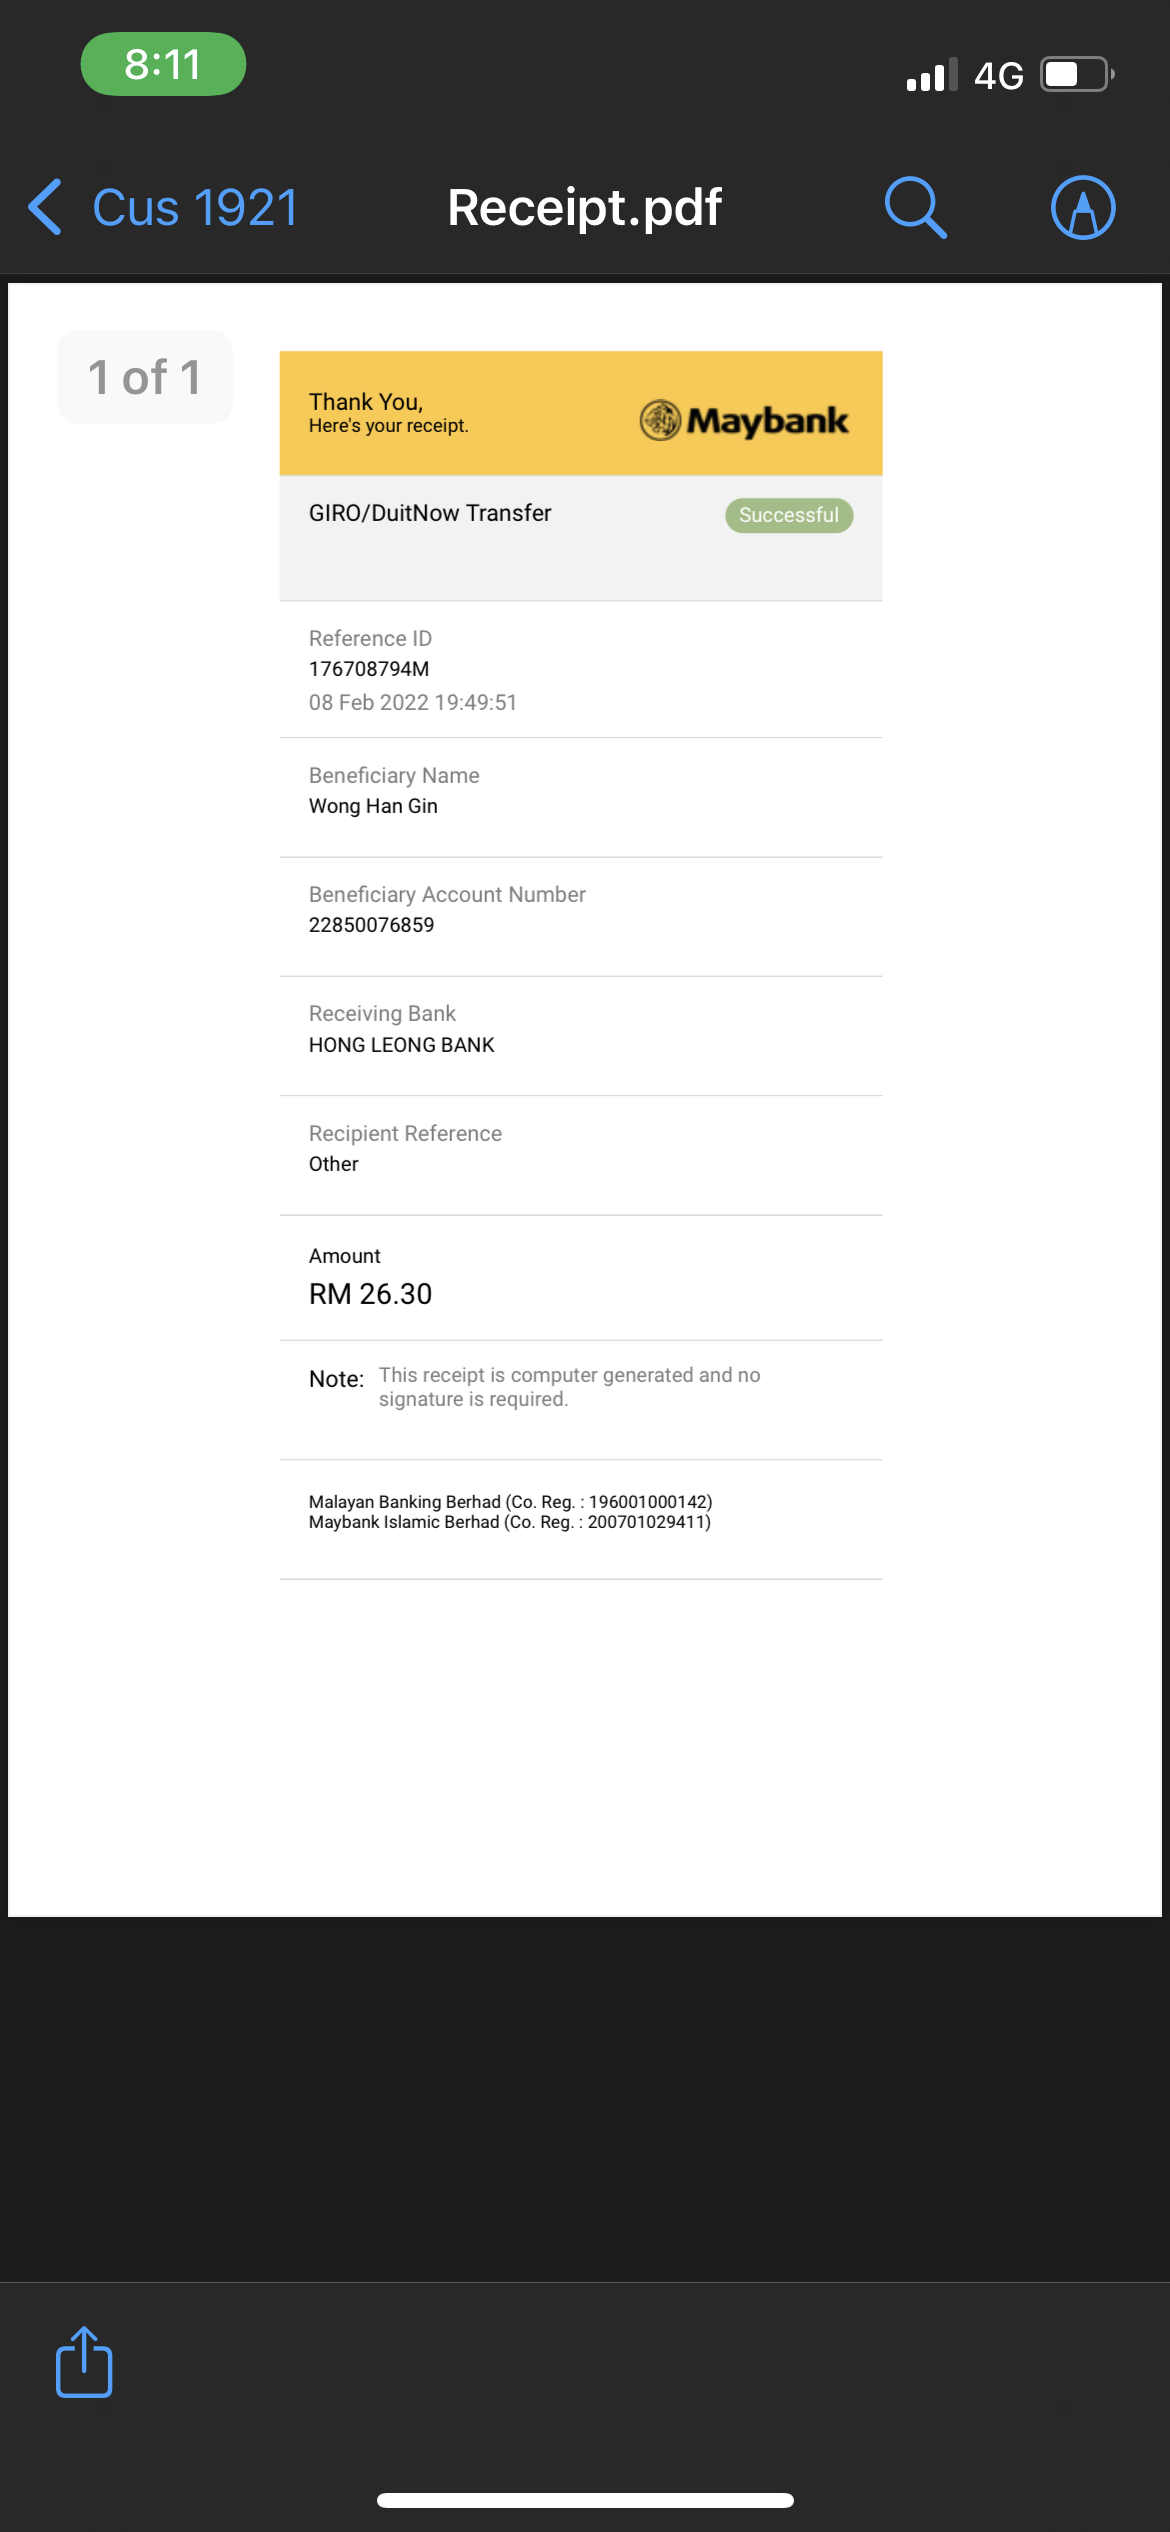 8:11
4G
Cus 1921
Receipt.pdf
1 of 1
Thank You,
Here's your receipt.
Maybank
GIRO/DuitNow Transfer
Successful
Reference ID
176708794M
08 Feb 2022 19:49:51
Beneficiary Name
Wong Han Gin
Beneficiary Account Number
22850076859
Receiving Bank
HONG LEONG BANK
Recipient Reference
Other
Amount
RM 26.30
Note: This receipt is computer generated and no
signature is required.
Malayan Banking Berhad (Co. Reg. : 196001000142)
Maybank Islamic Berhad (Co. Reg. : 200701029411)